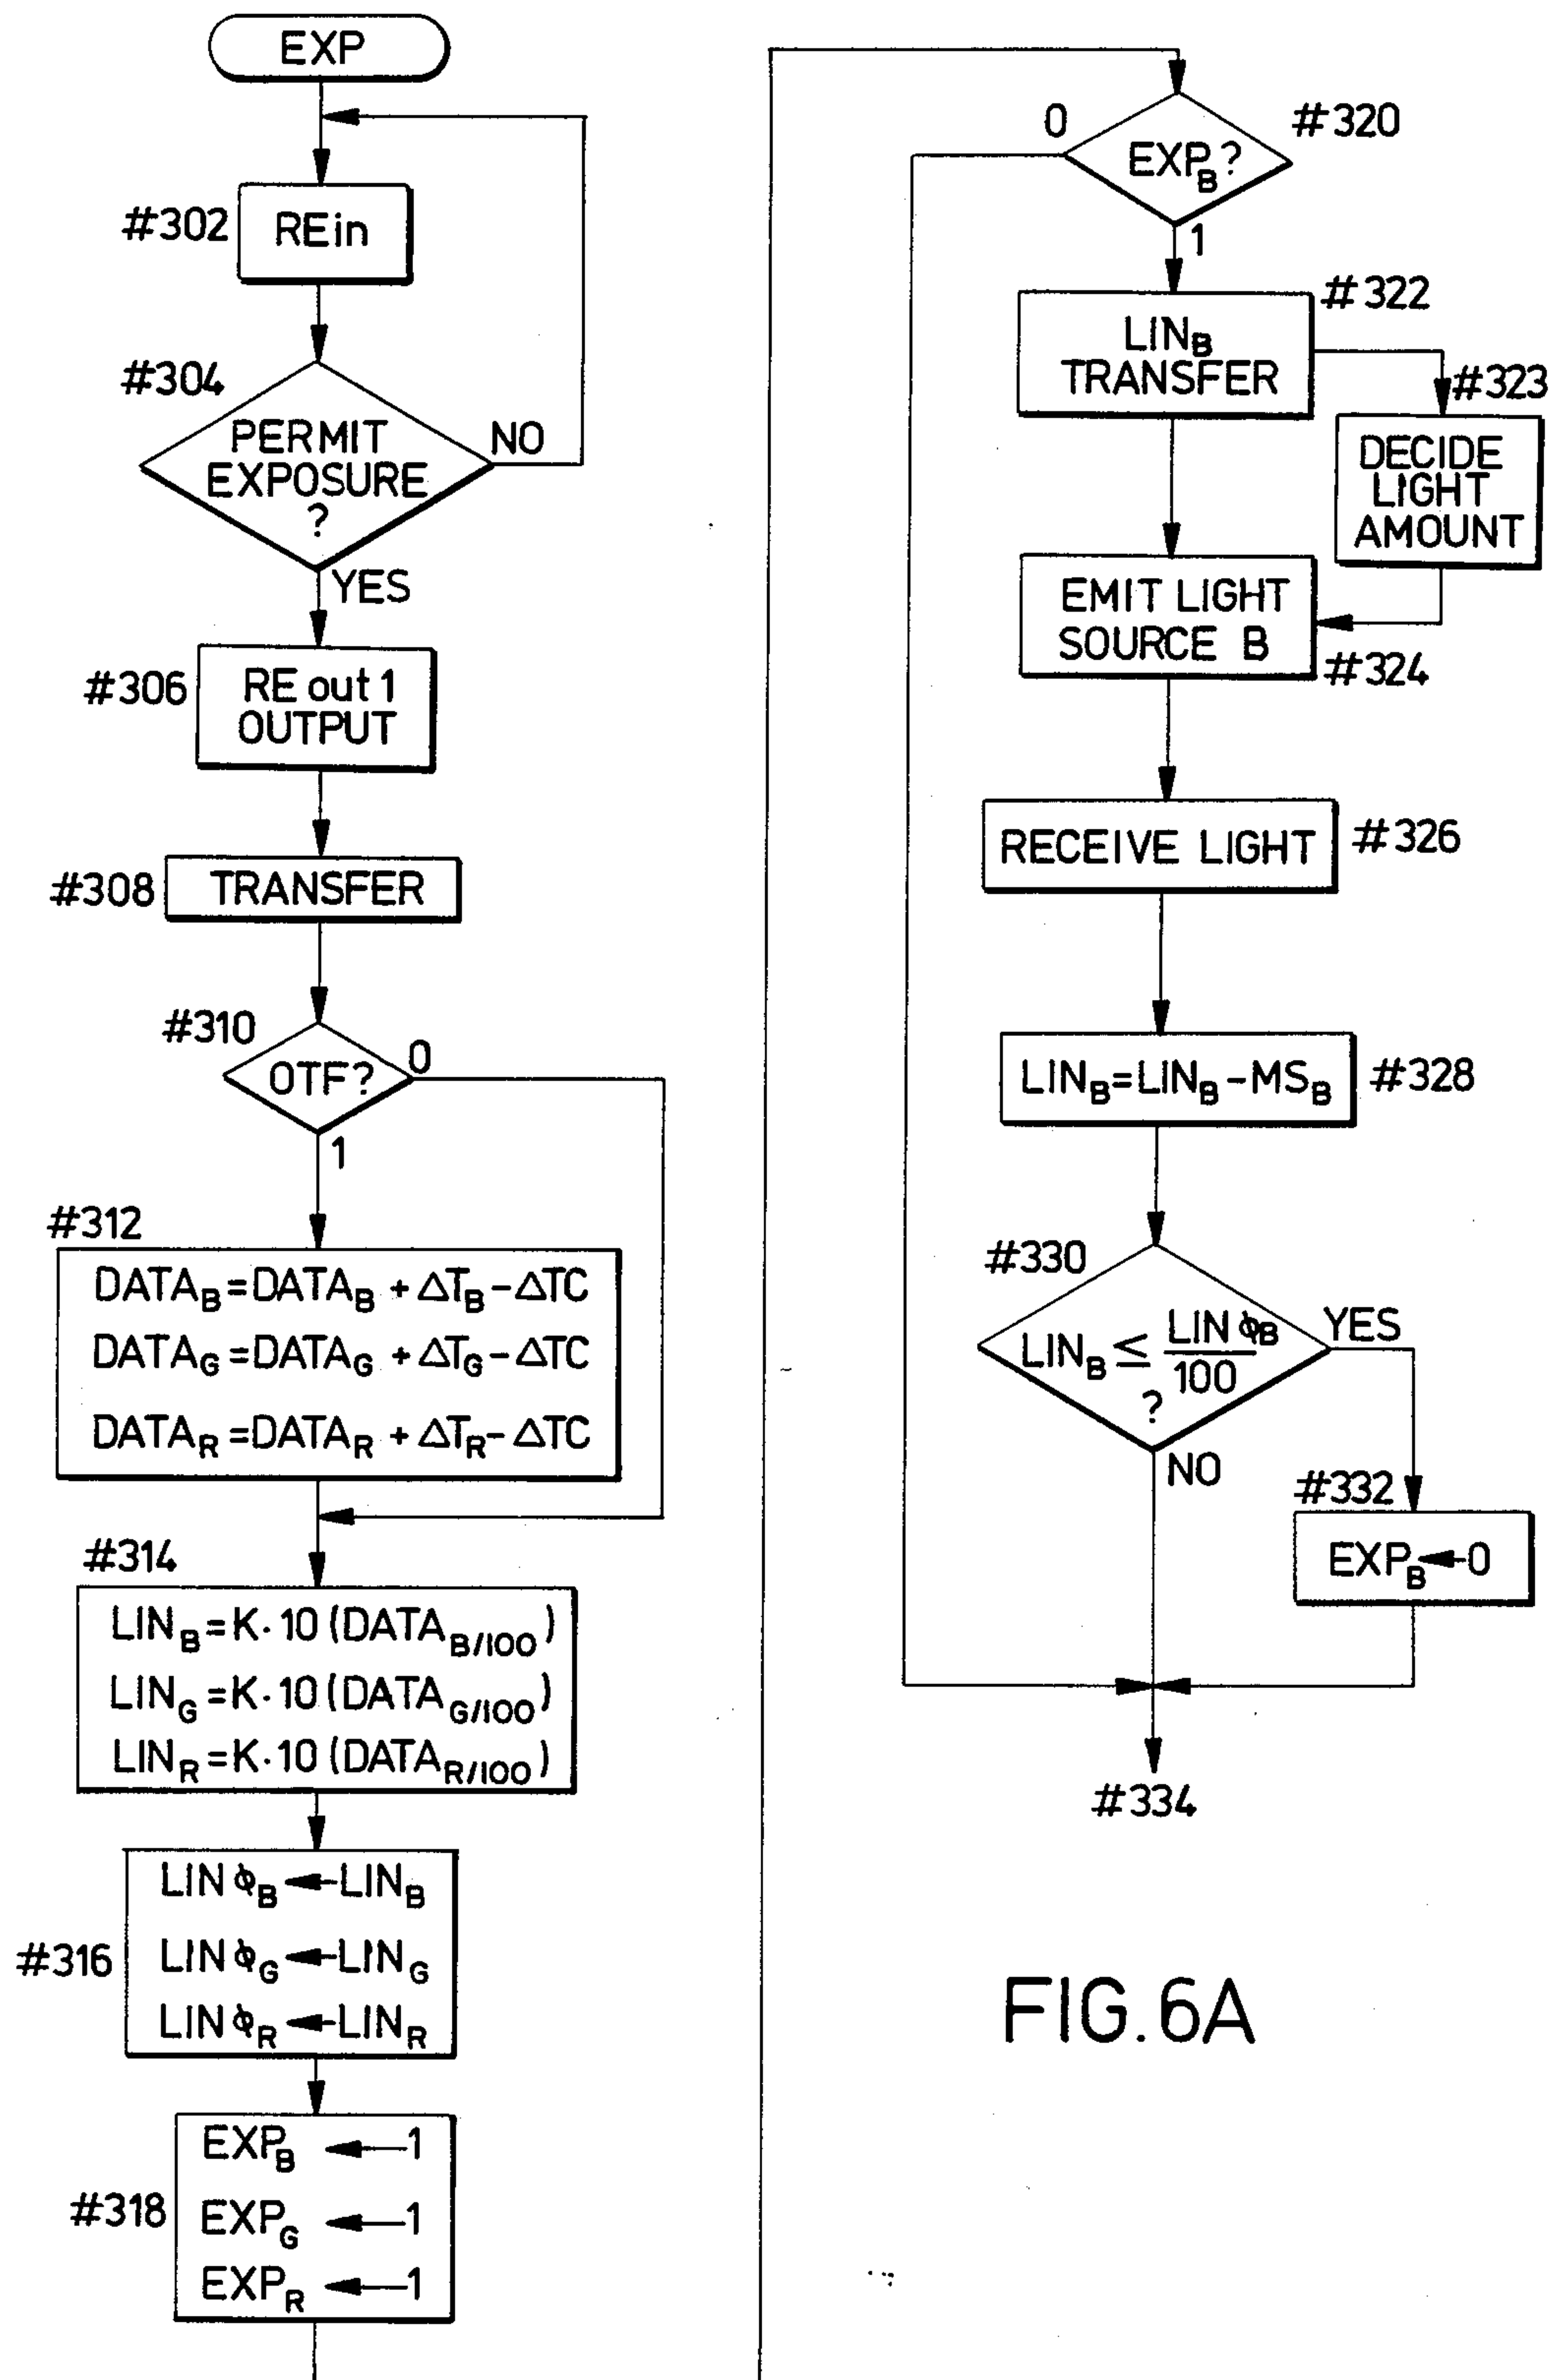 EXP
#302
REin
#304
PERMIT
EXPOSURE
?
NO
YES
#306
RE out 1
OUTPUT
#308
TRANSFER
#310
OTF?
0
1
#312
DATA_B = DATA_B + ΔT_B - ΔTC
DATA_G = DATA_G + ΔT_G - ΔTC
DATA_R = DATA_R + ΔT_R - ΔTC
#314
LIN_B = K · 10 (DATA_B/100)
LIN_G = K · 10 (DATA_G/100)
LIN_R = K · 10 (DATA_R/100)
#316
LINϕ_B ← LIN_B
LINϕ_G ← LIN_G
LINϕ_R ← LIN_R
#318
EXP_B ← 1
EXP_G ← 1
EXP_R ← 1
#320
0
EXP_B?
1
#322
LIN_B
TRANSFER
#323
DECIDE
LIGHT
AMOUNT
EMIT LIGHT
SOURCE B
#324
RECEIVE LIGHT
#326
LIN_B = LIN_B - MS_B
#328
#330
LIN_B ≤ LINϕ_B / 100
?
YES
NO
#332
EXP_B ← 0
#334
FIG. 6A